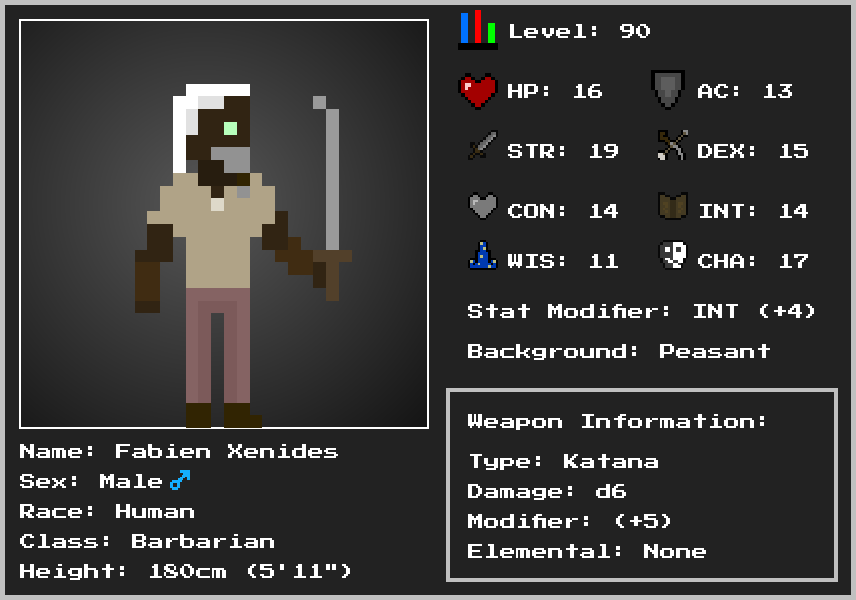 Level: 90
HP: 16 AC: 13
STR: 19 DEX: 15
CON: 14 INT: 14
WIS: 11 CHA: 17
Stat Modifier: INT (+4)
Background: Peasant
Weapon Information:
Type: Katana
Damage: d6
Modifier: (+5)
Elemental: None
Name: Fabien Xenides
Sex: Male♂
Race: Human
Class: Barbarian
Height: 180cm (5'11")